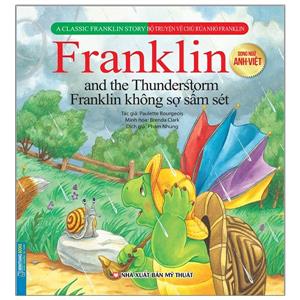 A CLASSIC FRANKLIN STORY BỘ TRUYỆN VỀ CHÚ RÙA NHỎ FRANKLIN
Franklin
SONG NGỮ
ANH-VIỆT
and the Thunderstorm
Franklin không sợ sấm sét
Tác giả: Paulette Bourgeois
Minh họa: Brenda Clark
Dịch giả: Phạm Nhung
NHÀ XUẤT BẢN MỸ THUẬT